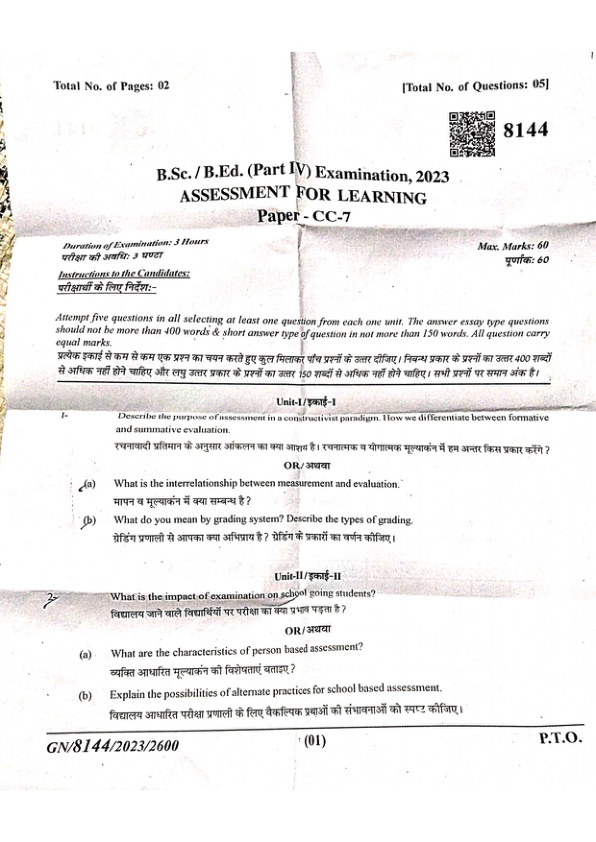 Total No. of Pages: 02
[Total No. of Questions: 05]
8144
B.Sc. / B.Ed. (Part IV) Examination, 2023
ASSESSMENT FOR LEARNING
Paper - CC-7
Duration of Examination: 3 Hours
Max. Marks: 60
परीक्षा की अवधि: 3 घण्टा
पूर्णांक: 60
Instructions to the Candidates:
परीक्षार्थी के लिए निर्देश:-
Attempt five questions in all selecting at least one question from each one unit. The answer essay type questions
should not be more than 400 words & short answer type of question in not more than 150 words. All question carry
equal marks.
प्रत्येक इकाई से कम से कम एक प्रश्न का चयन करते हुए कुल मिलाकर पाँच प्रश्नों के उत्तर दीजिए। निबन्ध प्रकार के प्रश्नों का उत्तर 400 शब्दों
से अधिक नहीं होने चाहिए और लघु उत्तर प्रकार के प्रश्नों का उत्तर 150 शब्दों से अधिक नहीं होने चाहिए। सभी प्रश्नों पर समान अंक है।
Unit-I/इकाई-I
1- Describe the purpose of assessment in a constructivist paradigm. How we differentiate between formative
and summative evaluation.
रचनावादी प्रतिमान के अनुसार आंकलन का क्या आशय है। रचनात्मक व योगात्मक मूल्याकंन में हम अन्तर किस प्रकार करेंगे ?
OR/अथवा
(a) What is the interrelationship between measurement and evaluation.
मापन व मूल्याकंन में क्या सम्बन्ध है ?
(b) What do you mean by grading system? Describe the types of grading.
ग्रेडिंग प्रणाली से आपका क्या अभिप्राय है ? ग्रेडिंग के प्रकारों का वर्णन कीजिए।
Unit-II/इकाई-II
2- What is the impact of examination on school going students?
विद्यालय जाने वाले विद्यार्थियों पर परीक्षा का क्या प्रभाव पड़ता है ?
OR/अथवा
(a) What are the characteristics of person based assessment?
व्यक्ति आधारित मूल्याकंन की विशेषताएं बताइए ?
(b) Explain the possibilities of alternate practices for school based assessment.
विद्यालय आधारित परीक्षा प्रणाली के लिए वैकल्पिक प्रथाओं की संभावनाओं को स्पष्ट कीजिए।
GN/8144/2023/2600
(01)
P.T.O.